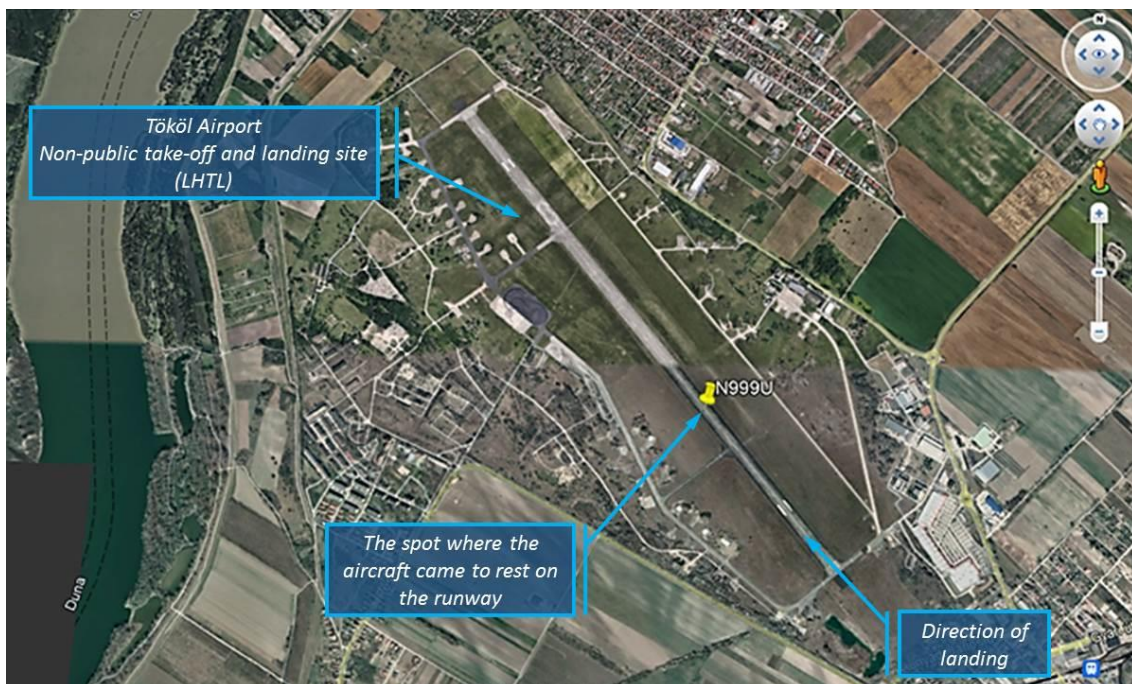 N
Tököl Airport
Non-public take-off and landing site
(LHTL)
N999U
The spot where the
aircraft came to rest on
the runway
Direction of
landing
Duna